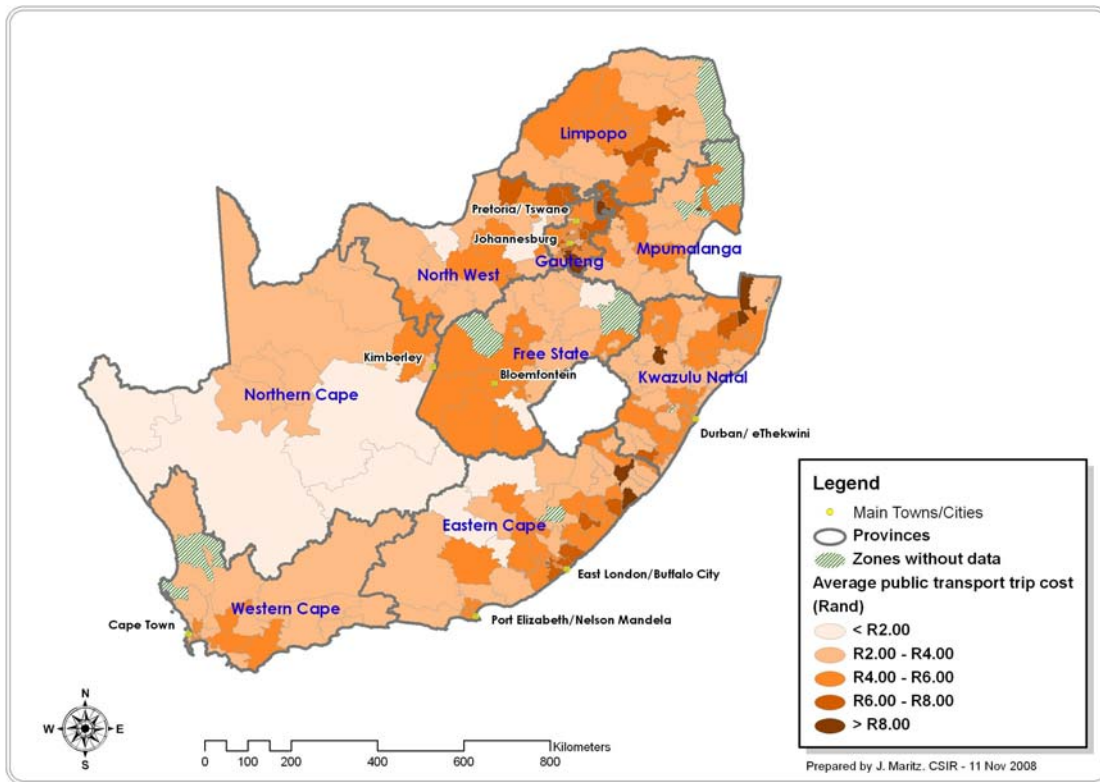 Limpopo
Pretoria/ Tswane
Johannesburg
Mpumalanga
Gauteng
North West
Kimberley
Free State
Bloemfontein
Kwazulu Natal
Northern Cape
Durban/ eThekwini
Eastern Cape
East London/Buffalo City
Western Cape
Port Elizabeth/Nelson Mandela
Cape Town
Legend
Main Towns/Cities
Provinces
Zones without data
Average public transport trip cost
(Rand)
< R2.00
R2.00 - R4.00
R4.00 - R6.00
R6.00 - R8.00
> R8.00
N
W E
S
Kilometers
0 100 200 400 600 800
Prepared by J. Maritz. CSIR - 11 Nov 2008